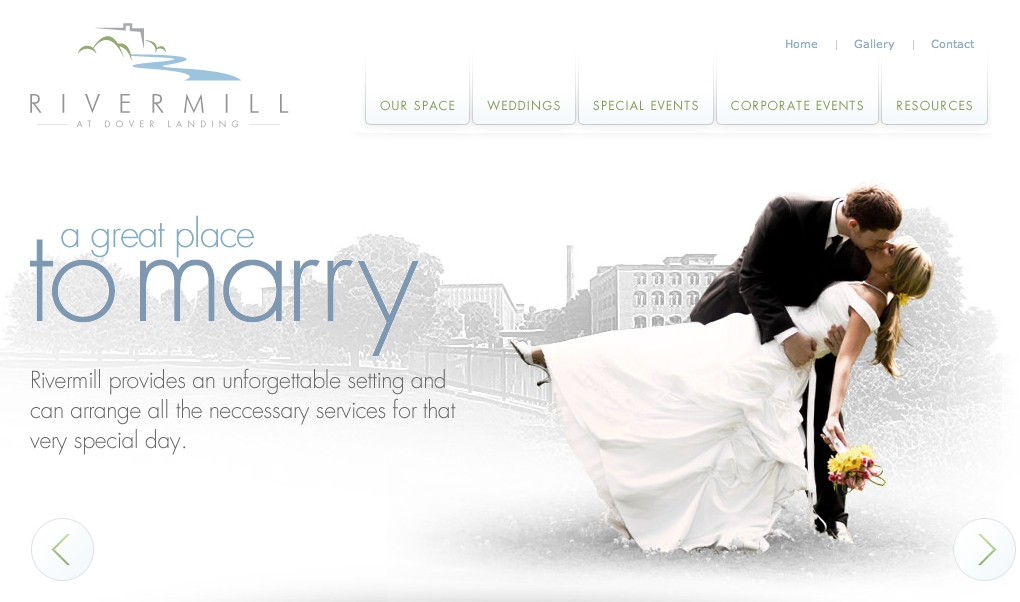 Home | Gallery | Contact
RIVERMILL
AT DOVER LANDING
OUR SPACE WEDDINGS SPECIAL EVENTS CORPORATE EVENTS RESOURCES
a great place
to marry
Rivermill provides an unforgettable setting and
can arrange all the neccessary services for that
very special day.